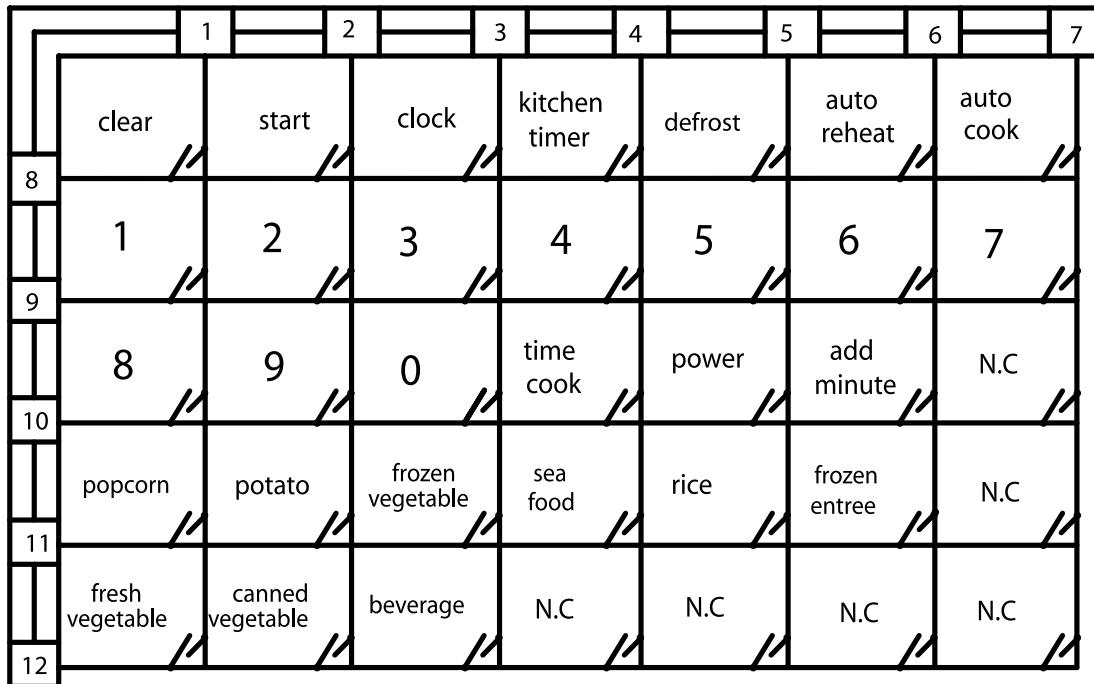 1 2 3 4 5 6 7
clear start clock kitchen timer defrost auto reheat auto cook
8
1 2 3 4 5 6 7
9
8 9 0 time cook power add minute N.C
10
popcorn potato frozen vegetable sea food rice frozen entree N.C
11
fresh vegetable canned vegetable beverage N.C N.C N.C N.C
12